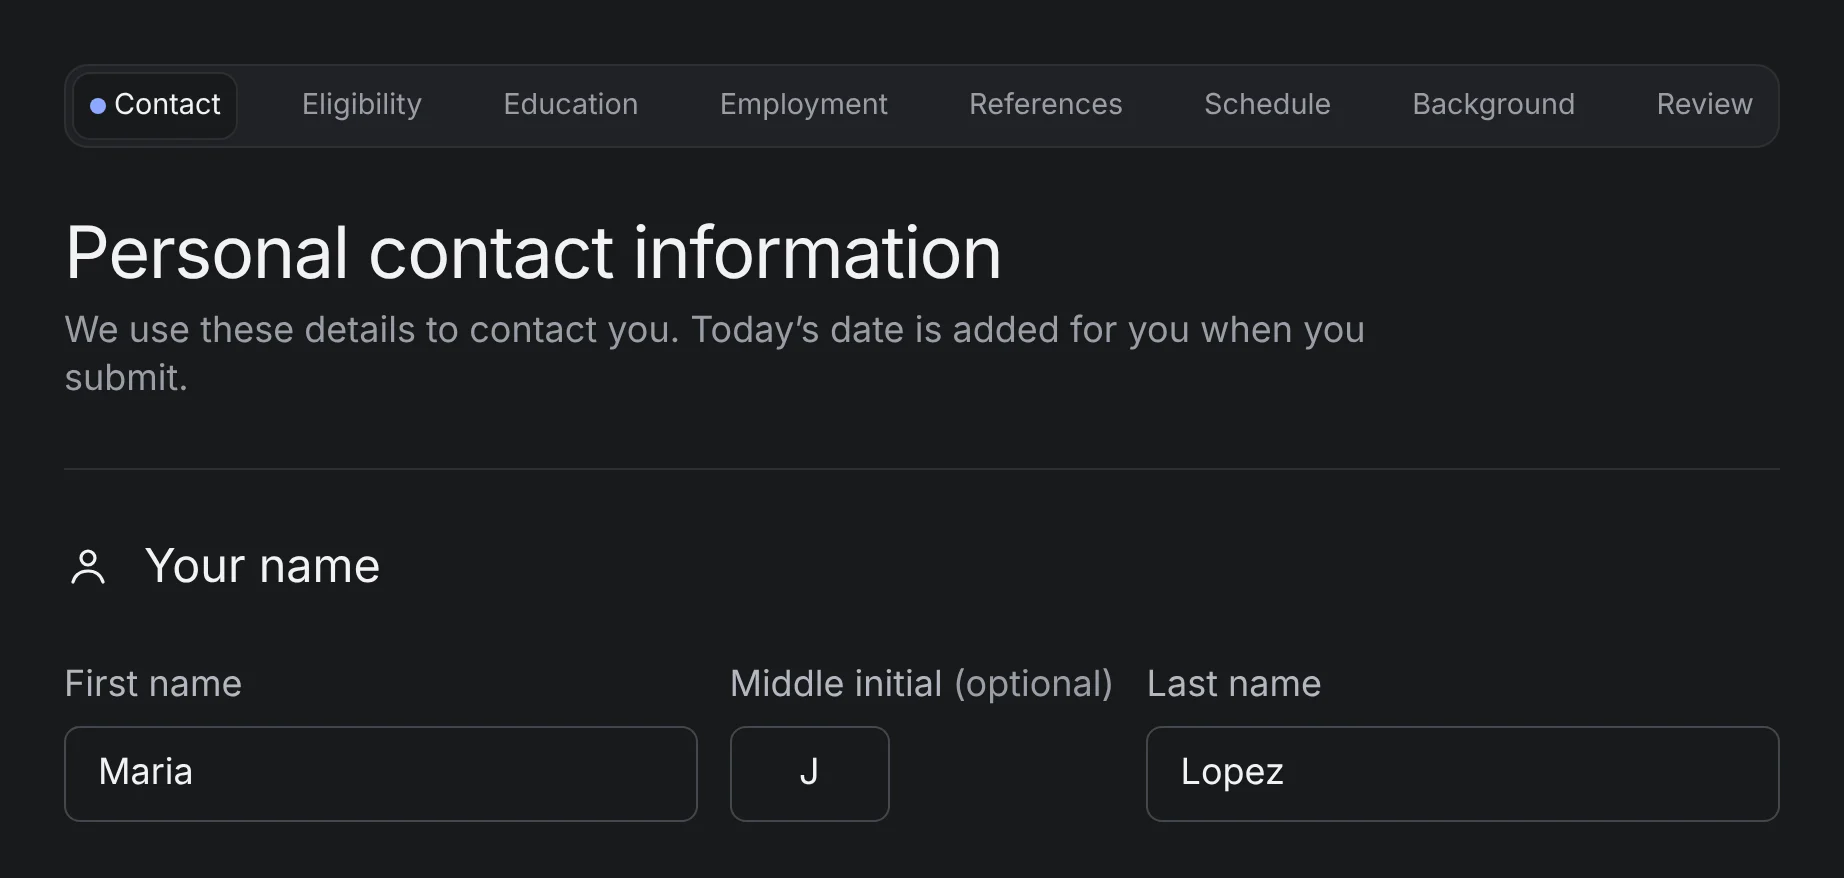 Contact Eligibility Education Employment References Schedule Background Review
Personal contact information
We use these details to contact you. Today’s date is added for you when you
submit.
Your name
First name Middle initial (optional) Last name
Maria J Lopez